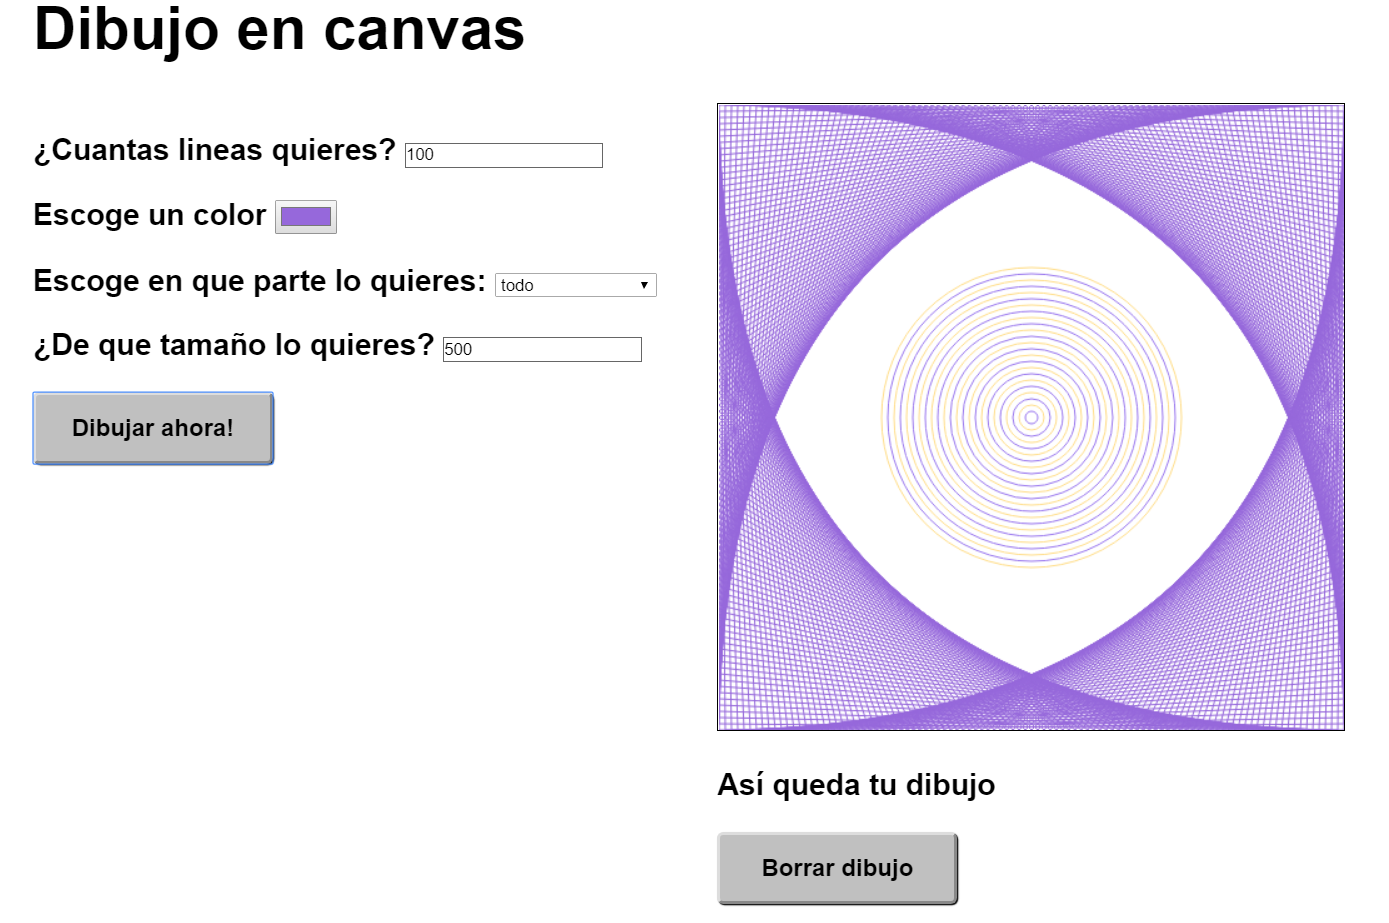 Dibujo en canvas
¿Cuantas lineas quieres? 100
Escoge un color
Escoge en que parte lo quieres: todo
¿De que tamaño lo quieres? 500
Dibujar ahora!
Así queda tu dibujo
Borrar dibujo